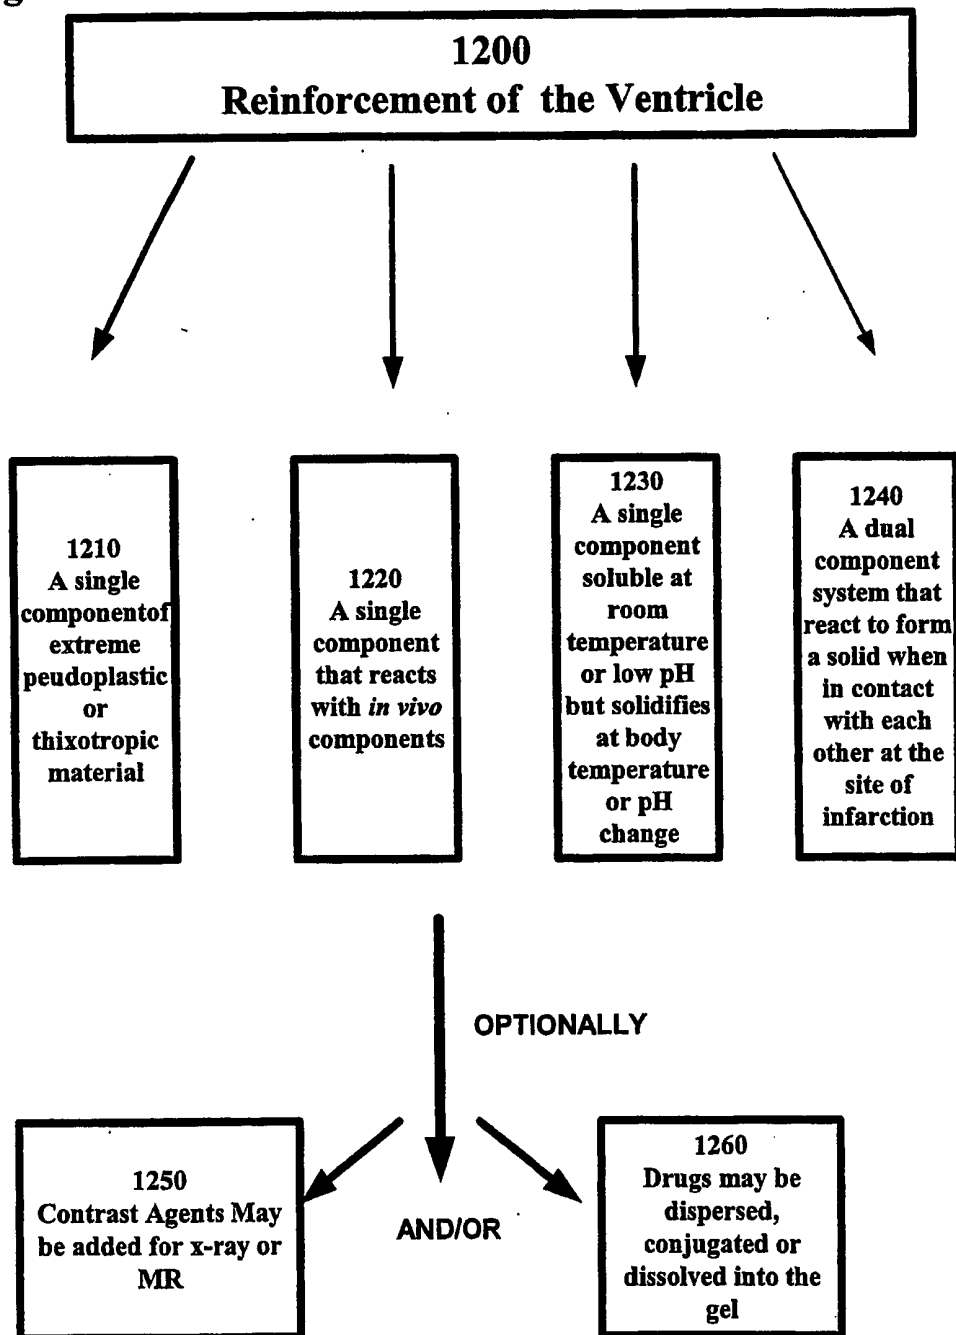 g
1200
Reinforcement of the Ventricle
1210
A single
componentof
extreme
peudoplastic
or
thixotropic
material
1220
A single
component
that reacts
with in vivo
components
1230
A single
component
soluble at
room
temperature
or low pH
but solidifies
at body
temperature
or pH
change
1240
A dual
component
system that
react to form
a solid when
in contact
with each
other at the
site of
infarction
OPTIONALLY
1250
Contrast Agents May
be added for x-ray or
MR
AND/OR
1260
Drugs may be
dispersed,
conjugated or
dissolved into the
gel